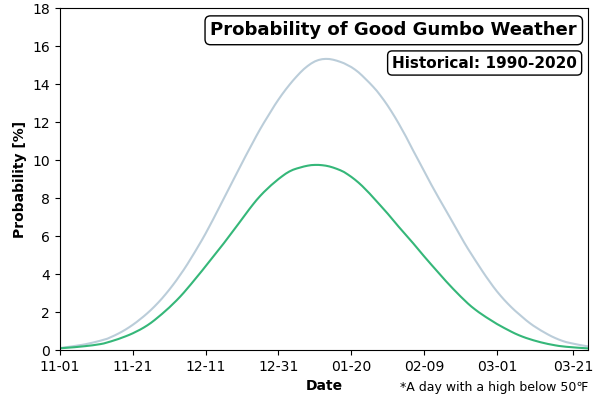 Probability of Good Gumbo Weather
Historical: 1990-2020
Probability [%]
18
16
14
12
10
8
6
4
2
0
11-01 11-21 12-11 12-31 01-20 02-09 03-01 03-21
Date
*A day with a high below 50°F